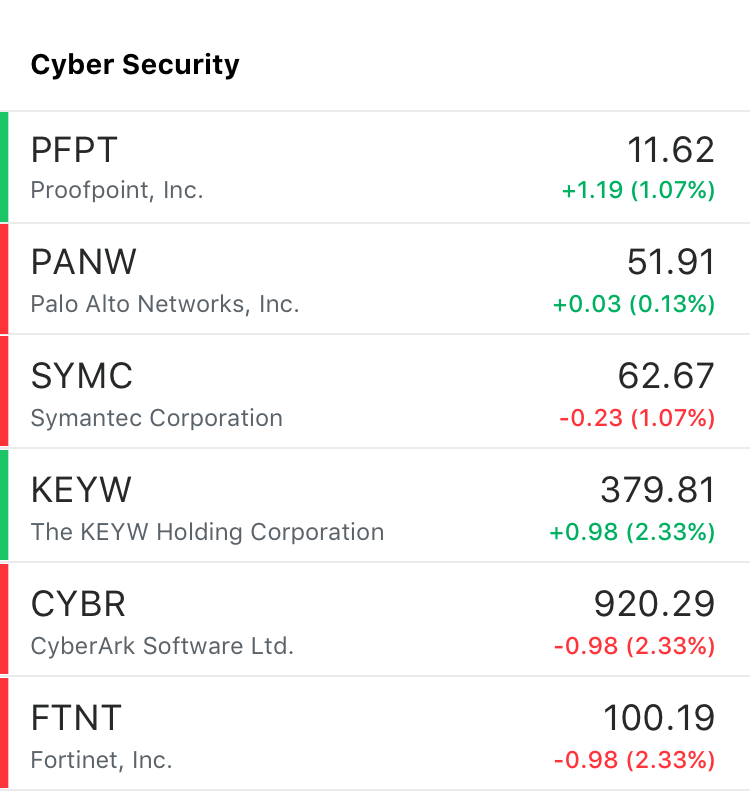 Cyber Security
PFPT 11.62
Proofpoint, Inc. +1.19 (1.07%)
PANW 51.91
Palo Alto Networks, Inc. +0.03 (0.13%)
SYMC 62.67
Symantec Corporation -0.23 (1.07%)
KEYW 379.81
The KEYW Holding Corporation +0.98 (2.33%)
CYBR 920.29
CyberArk Software Ltd. -0.98 (2.33%)
FTNT 100.19
Fortinet, Inc. -0.98 (2.33%)